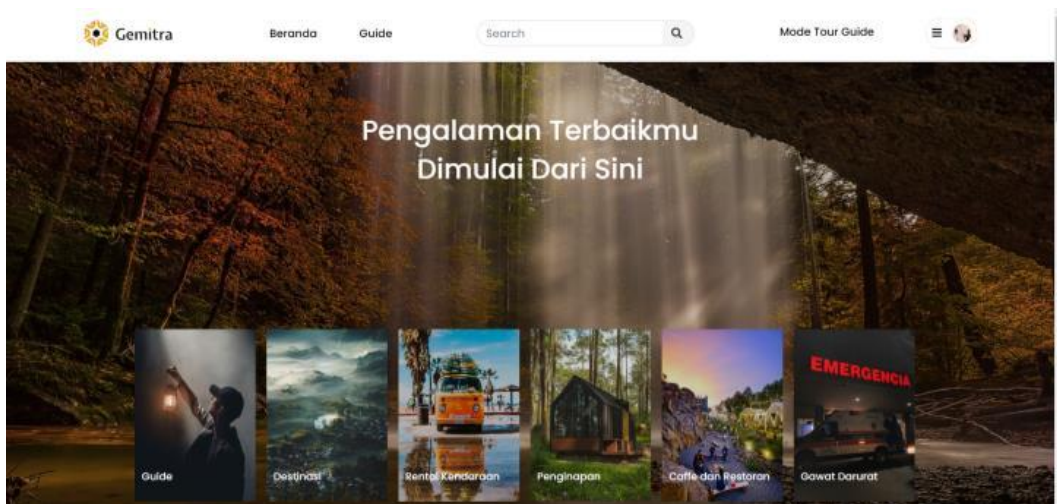 Gemitra
Beranda
Guide
Search
Mode Tour Guide
Pengalaman Terbaikmu
Dimulai Dari Sini
EMERGENCIA
Guide
Destinasi
Rental Kendaraan
Penginapan
Caffe dan Restoran
Gawat Darurat